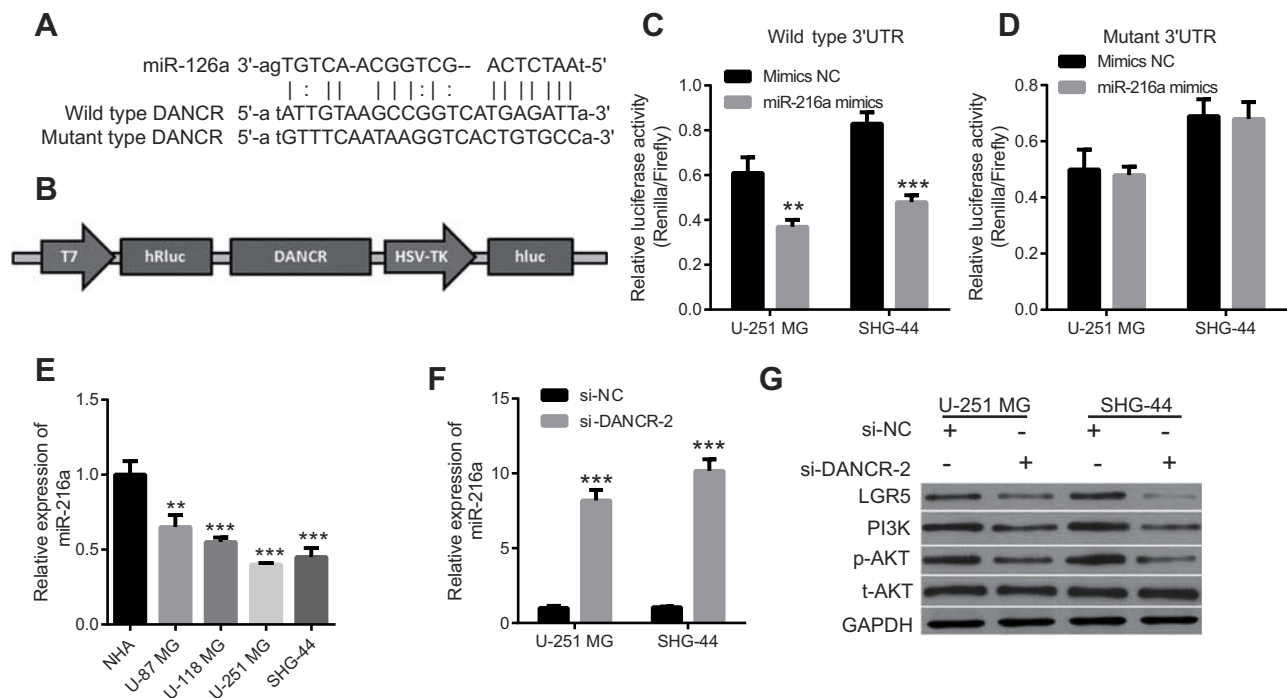 A
miR-126a 3'-agTGTCA-ACGGTCG-- ACTCTAAt-5'
| : || |||:|: || ||| |||
Wild type DANCR 5'-a tATTGTAAGCCGGTCATGAGATTa-3'
Mutant type DANCR 5'-a tGTTTCAATAAGGTCACTGTGCCa-3'
B
T7 hRluc DANCR HSV-TK hluc
C
Wild type 3'UTR
Mimics NC
miR-216a mimics
Relative luciferase activity
(Renilla/Firefly)
1.0
0.8
0.6
0.4
0.2
0.0
**
***
U-251 MG SHG-44
D
Mutant 3'UTR
Mimics NC
miR-216a mimics
Relative luciferase activity
(Renilla/Firefly)
0.8
0.6
0.4
0.2
0.0
U-251 MG SHG-44
E
Relative expression of
miR-216a
1.5
1.0
0.5
0.0
**
***
***
***
NHA
U-87 MG
U-118 MG
U-251 MG
SHG-44
F
si-NC
si-DANCR-2
Relative expression of
miR-216a
15
10
5
0
***
***
U-251 MG SHG-44
G
U-251 MG SHG-44
si-NC + - + -
si-DANCR-2 - + - +
LGR5
PI3K
p-AKT
t-AKT
GAPDH